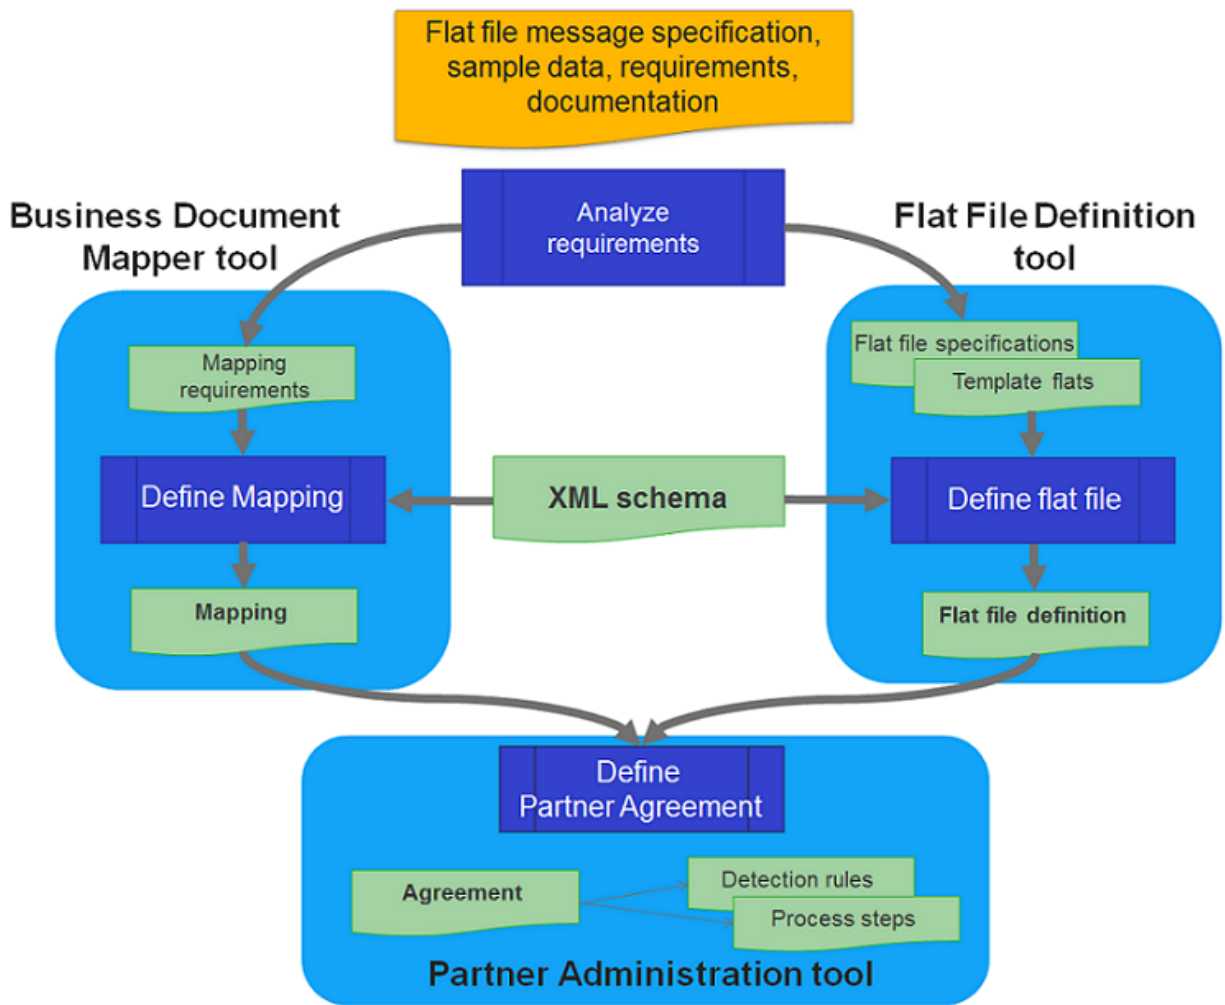 Flat file message specification,
sample data, requirements,
documentation
Analyze
requirements
Business Document
Mapper tool
Flat File Definition
tool
Mapping
requirements
Flat file specifications
Template flats
Define Mapping
XML schema
Define flat file
Mapping
Flat file definition
Define
Partner Agreement
Agreement
Detection rules
Process steps
Partner Administration tool